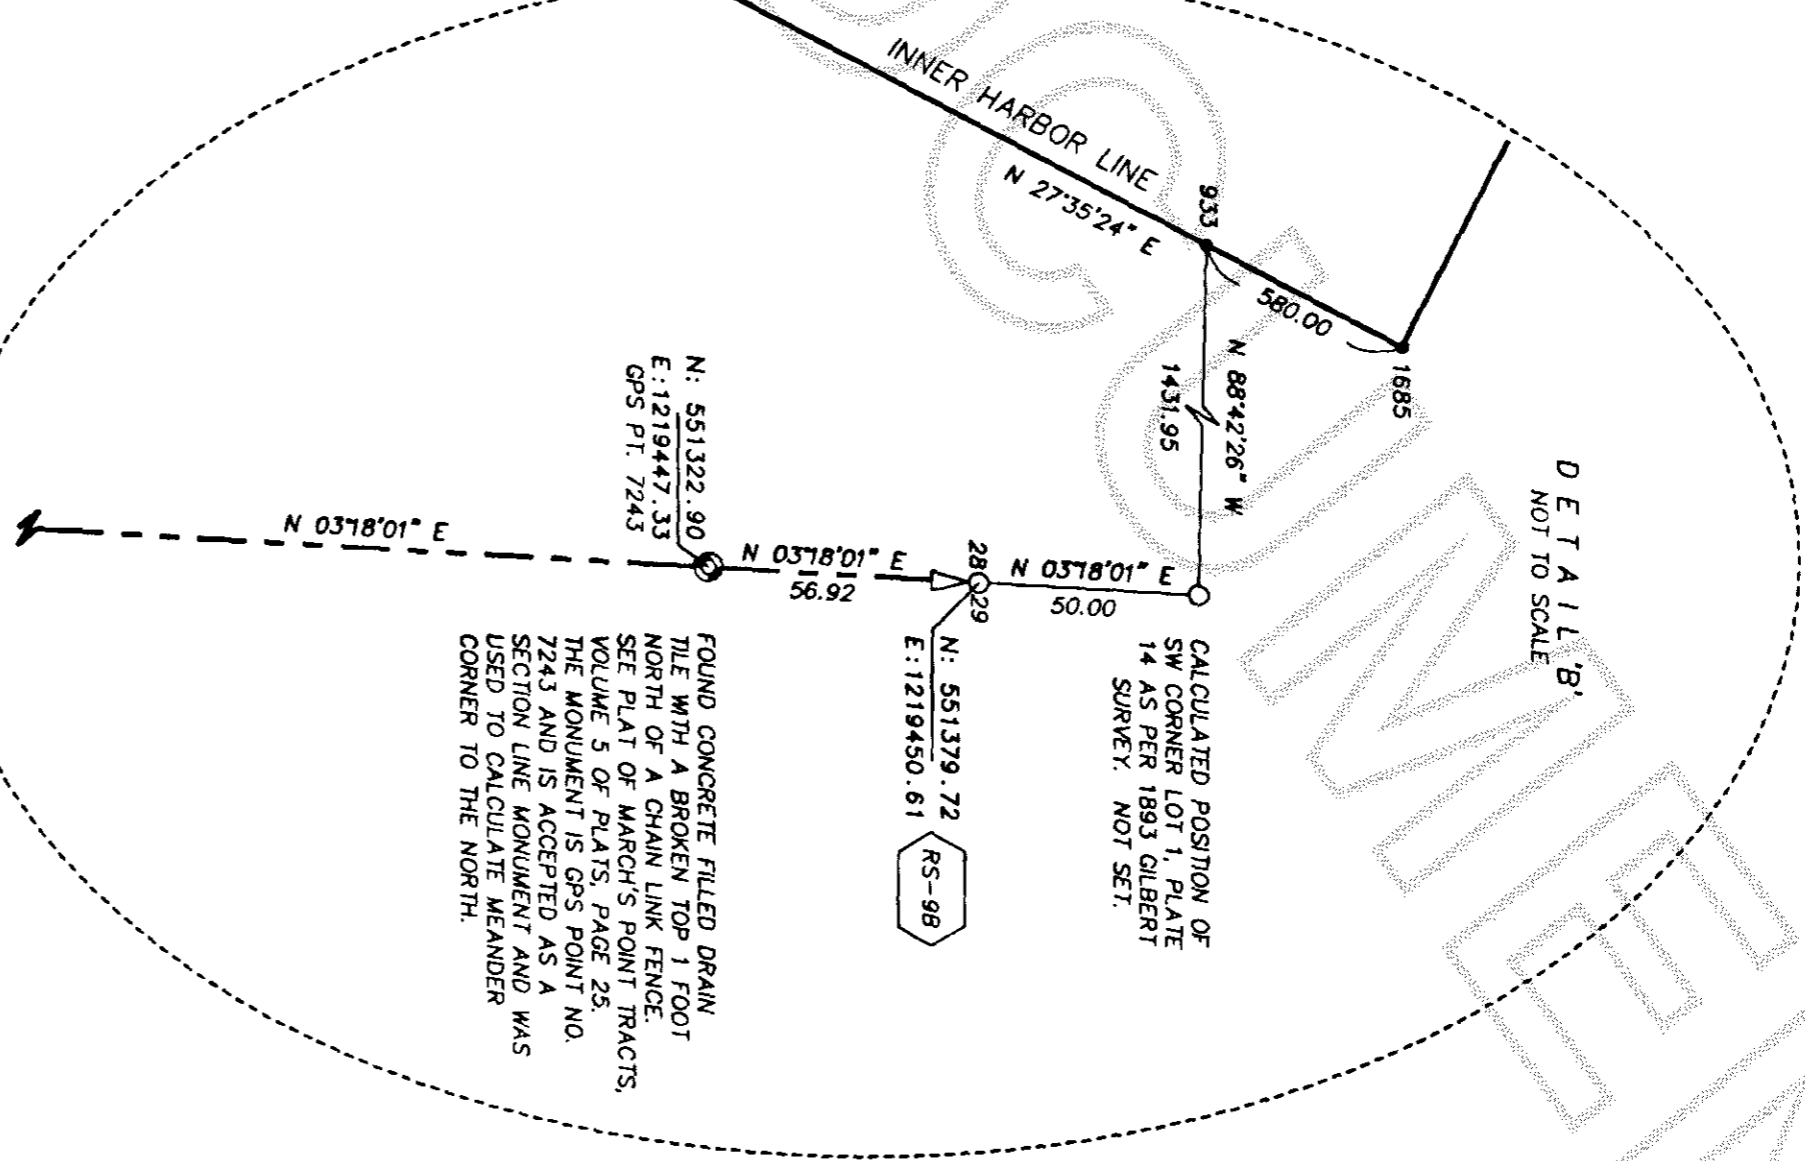 DETAIL 'B'
NOT TO SCALE
INNER HARBOR LINE
N 27°35'24" E
933
580.00
1685
N 88°42'26" W
1431.95
CALCULATED POSITION OF
SW CORNER LOT 1, PLATE
14 AS PER 1893 GILBERT
SURVEY. NOT SET.
N 03°18'01" E
50.00
28
29
N: 551379.72
E:1219450.61
RS-9B
N 03°18'01" E
56.92
N: 551322.90
E:1219447.33
GPS PT. 7243
N 03°18'01" E
FOUND CONCRETE FILLED DRAIN
TILE WITH A BROKEN TOP 1 FOOT
NORTH OF A CHAIN LINK FENCE.
SEE PLAT OF MARCH'S POINT TRACTS,
VOLUME 5 OF PLATS, PAGE 25.
THE MONUMENT IS GPS POINT NO.
7243 AND IS ACCEPTED AS A
SECTION LINE MONUMENT AND WAS
USED TO CALCULATE MEANDER
CORNER TO THE NORTH.